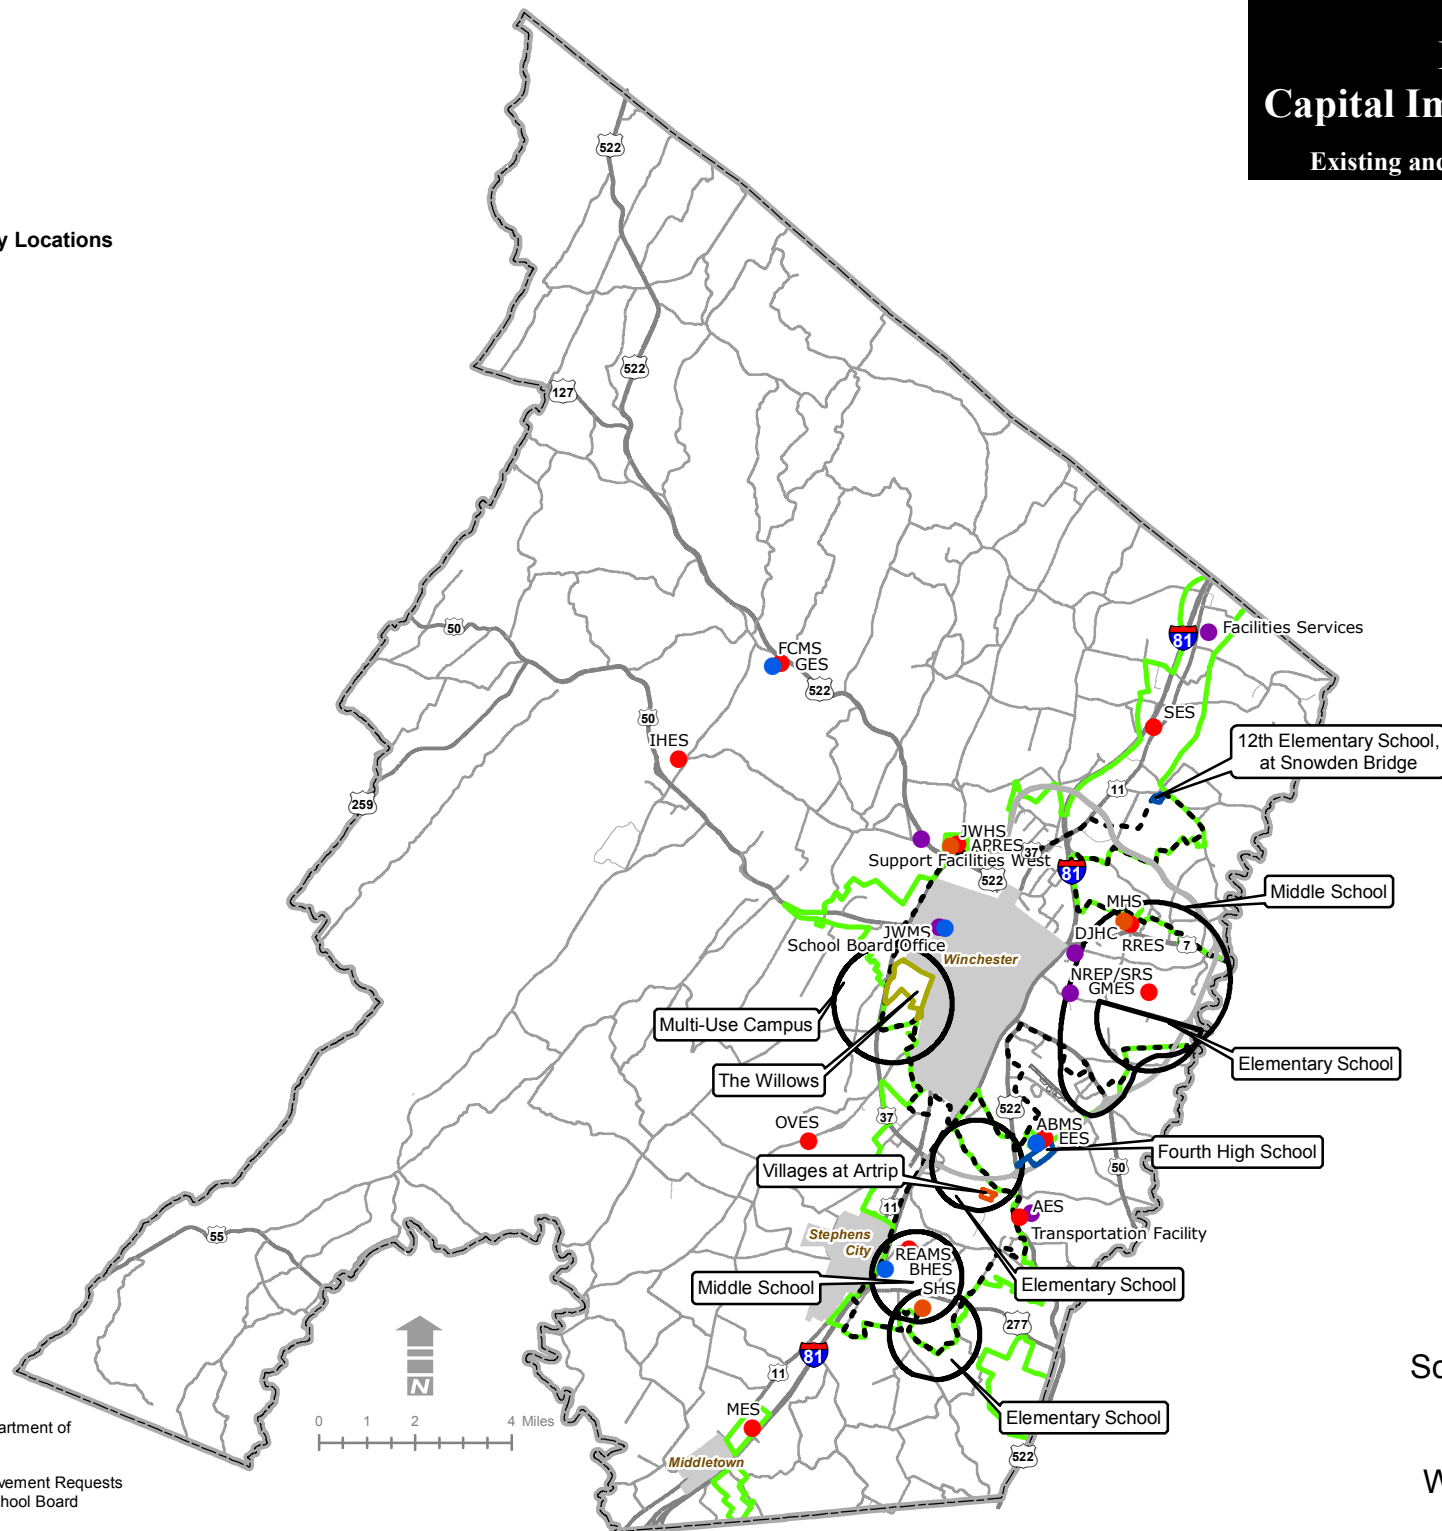 Capital Im
Existing and
y Locations
522
522
127
50
FCMS
GES
522
50
IHES
259
81
Facilities Services
SES
12th Elementary School,
at Snowden Bridge
11
JWHS
APRES
37
Support Facilities West
522
81
Middle School
MHS
DJHC
RRES
7
JWMS
School Board Office
Winchester
NREP/SRS
GMES
Multi-Use Campus
The Willows
Elementary School
522
37
OVES
ABMS
EES
Fourth High School
50
Villages at Artrip
11
AES
Transportation Facility
55
Stephens
City
REAMS
BHES
Middle School
SHS
Elementary School
277
81
11
N
0 1 2 4 Miles
MES
Middletown
Elementary School
522
artment of
vement Requests
hool Board
Sc
W